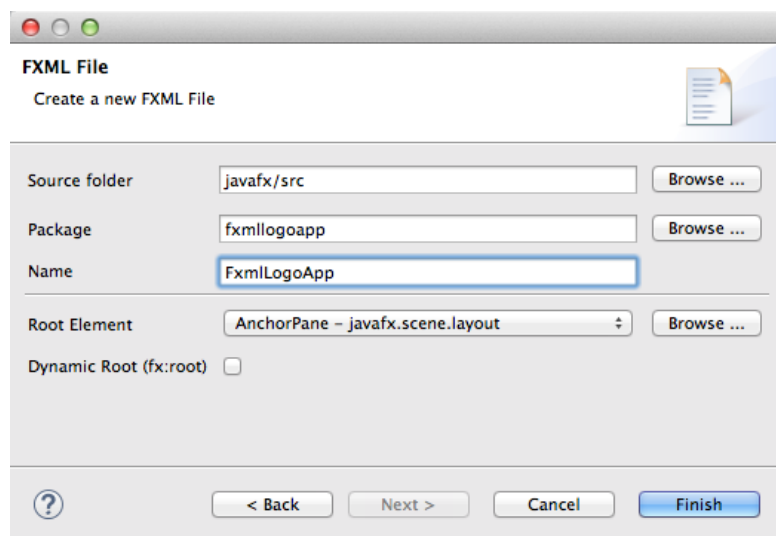 FXML File
Create a new FXML File
Source folder javafx/src Browse ...
Package fxmllogoapp Browse ...
Name FxmlLogoApp
Root Element AnchorPane – javafx.scene.layout Browse ...
Dynamic Root (fx:root)
? < Back Next > Cancel Finish